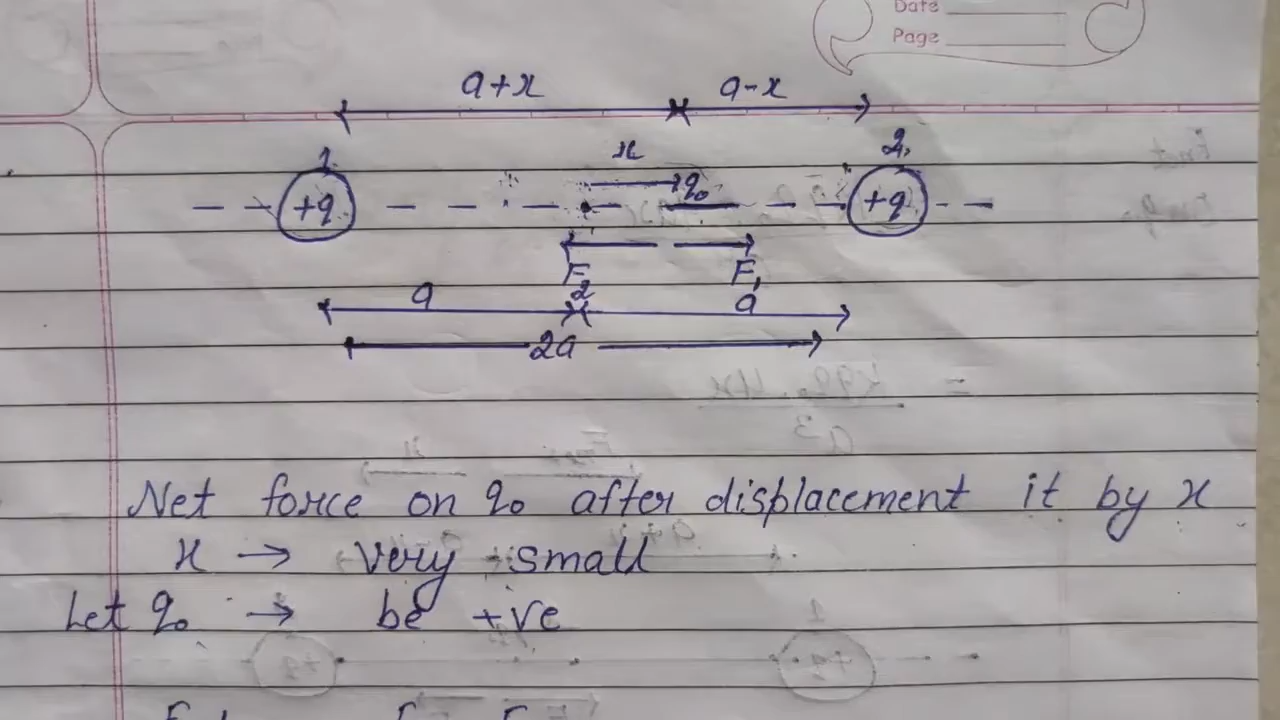 Date
Page
a+x a-x
1. x 2.
+q q₀ +q
F₂ F₁
a a
2a
Net force on q₀ after displacement it by x
x → very small
Let q₀ → be +ve